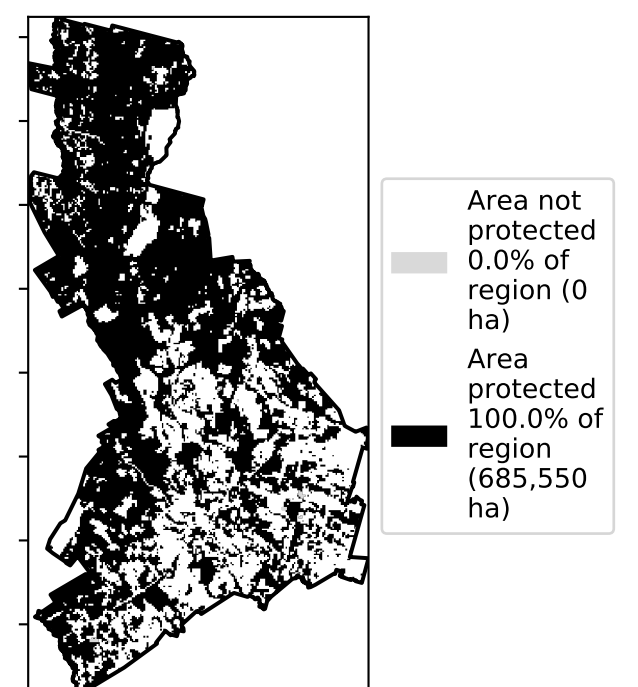 Area not
protected
0.0% of
region (0
ha)
Area
protected
100.0% of
region
(685,550
ha)